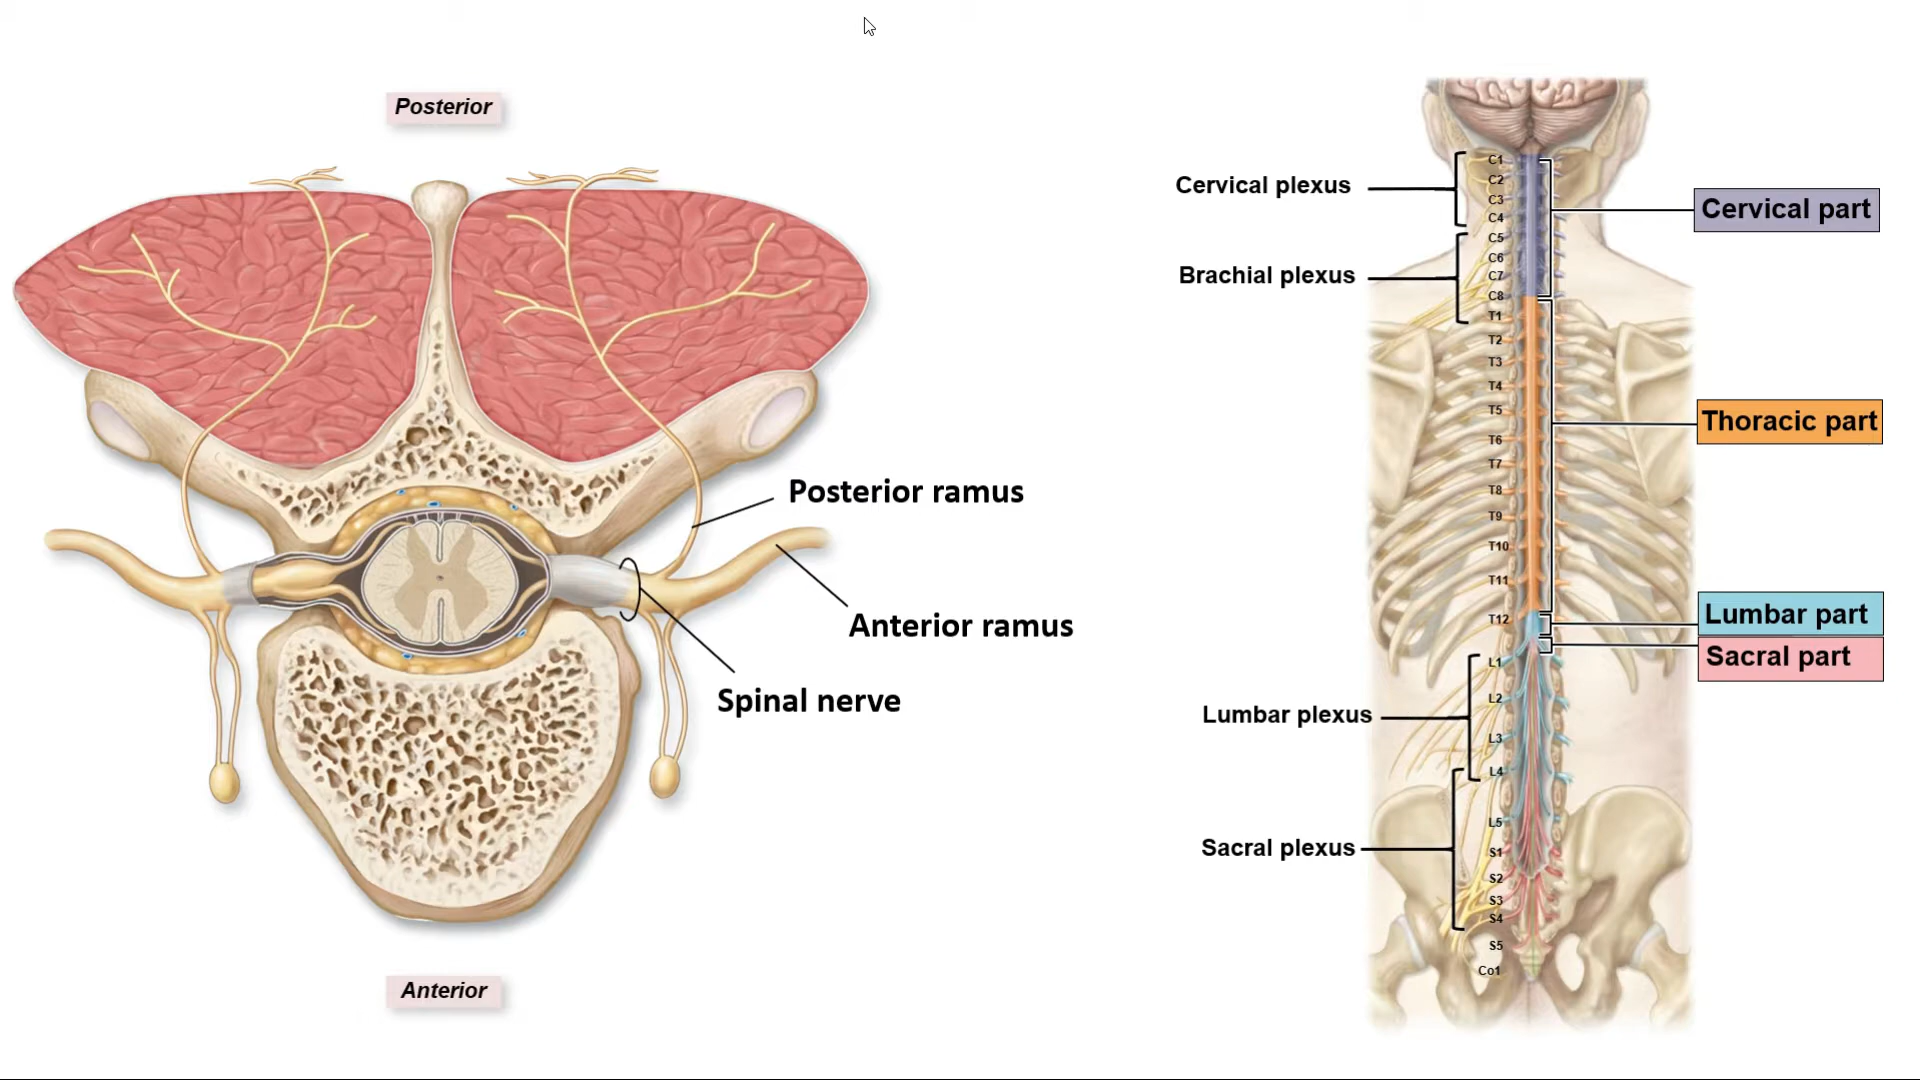 Posterior
Posterior ramus
Anterior ramus
Spinal nerve
Anterior
Cervical plexus
Brachial plexus
Lumbar plexus
Sacral plexus
C1
C2
C3
C4
C5
C6
C7
C8
T1
T2
T3
T4
T5
T6
T7
T8
T9
T10
T11
T12
L1
L2
L3
L4
L5
S1
S2
S3
S4
S5
Co1
Cervical part
Thoracic part
Lumbar part
Sacral part